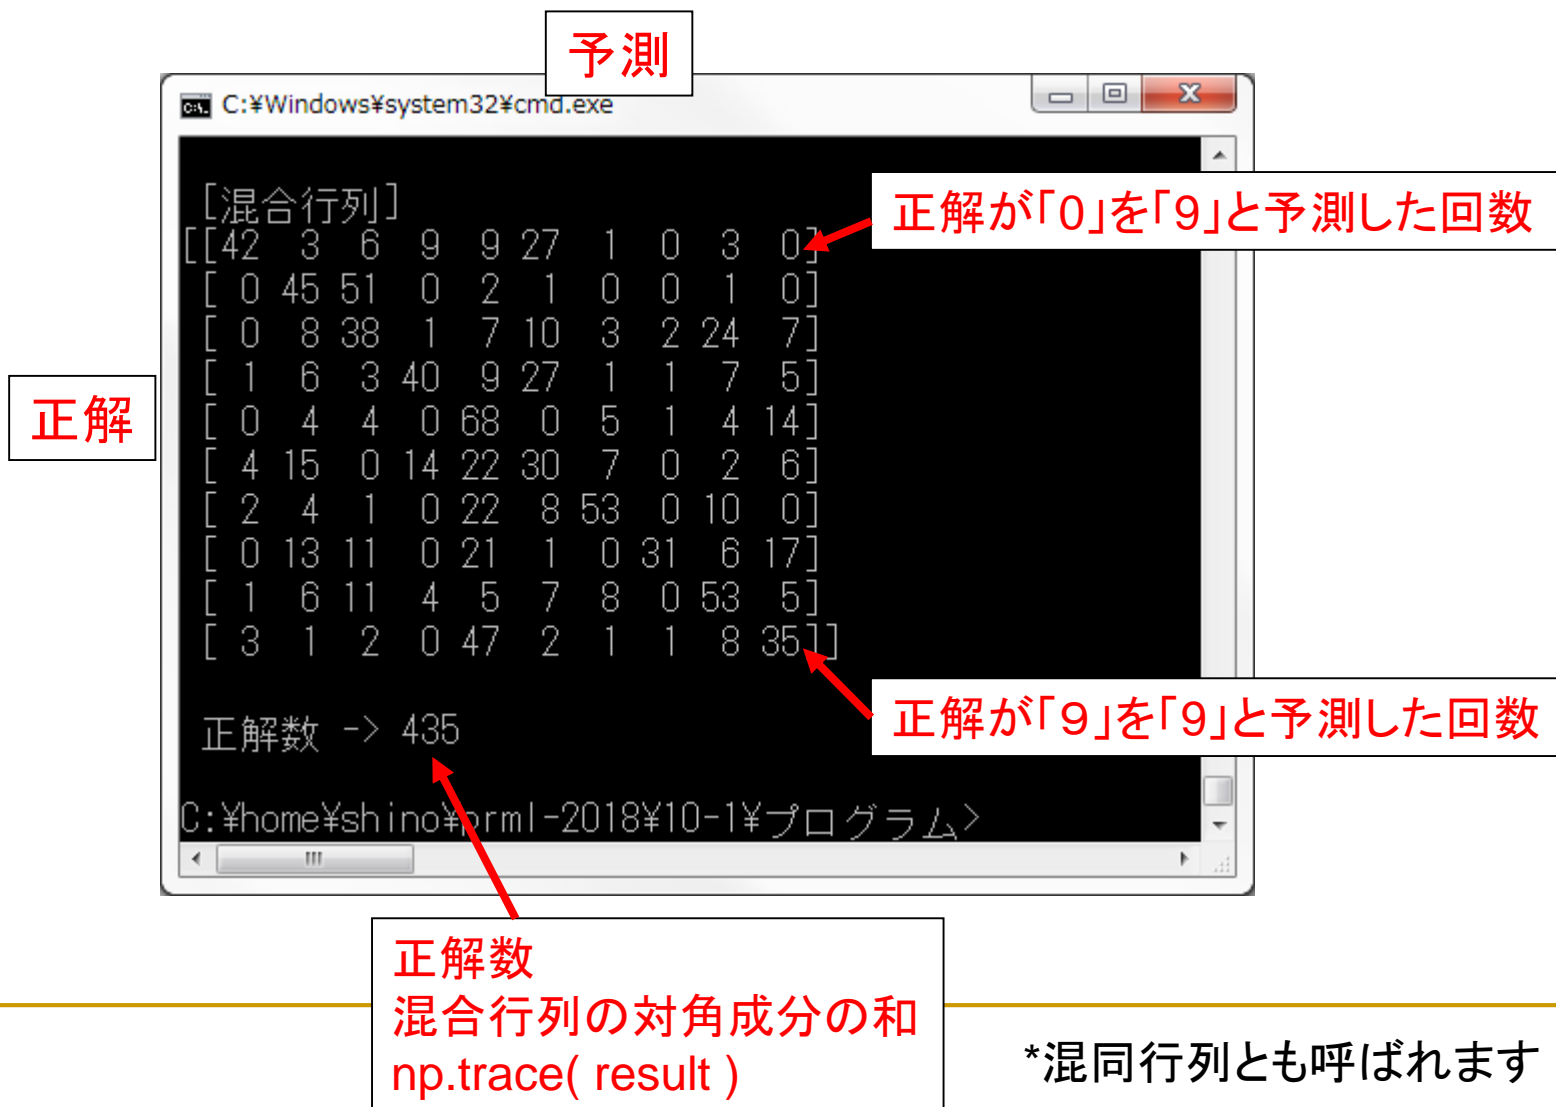 予測
C:¥Windows¥system32¥cmd.exe
[混合行列]
[[42 3 6 9 9 27 1 0 3 0]
[ 0 45 51 0 2 1 0 0 1 0]
[ 0 8 38 1 7 10 3 2 24 7]
[ 1 6 3 40 9 27 1 1 7 5]
[ 0 4 4 0 68 0 5 1 4 14]
[ 4 15 0 14 22 30 7 0 2 6]
[ 2 4 1 0 22 8 53 0 10 0]
[ 0 13 11 0 21 1 0 31 6 17]
[ 1 6 11 4 5 7 8 0 53 5]
[ 3 1 2 0 47 2 1 1 8 35]]
正解が「0」を「9」と予測した回数
正解
正解が「9」を「9」と予測した回数
正解数 -> 435
C:¥home¥shino¥prml-2018¥10-1¥プログラム>
正解数
混合行列の対角成分の和
np.trace( result )
*混同行列とも呼ばれます